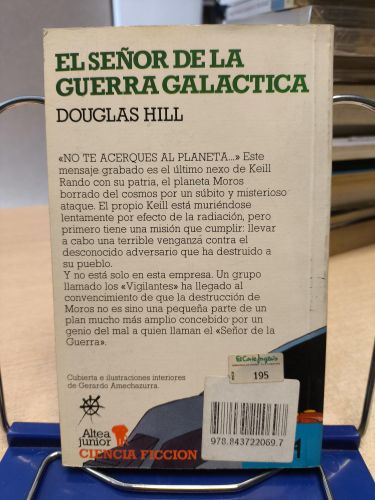 EL SEÑOR DE LA
GUERRA GALACTICA
DOUGLAS HILL
«NO TE ACERQUES AL PLANETA...» Este
mensaje grabado es el último nexo de Keill
Rando con su patria, el planeta Moros
borrado del cosmos por un súbito y misterioso
ataque. El propio Keill está muriéndose
lentamente por efecto de la radiación, pero
primero tiene una misión que cumplir: llevar
a cabo una terrible venganza contra el
desconocido adversario que ha destruido a
su pueblo.
Y no está solo en esta empresa. Un grupo
llamado los «Vigilantes» ha llegado al
convencimiento de que la destrucción de
Moros no es sino una pequeña parte de un
plan mucho más amplio concebido por un
genio del mal a quien llaman el «Señor de la
Guerra».
Cubierta e ilustraciones interiores
de Gerardo Amechazurra.
El Corte Inglés
195
978.843722069.7
Altea
junior
CIENCIA FICCION
1